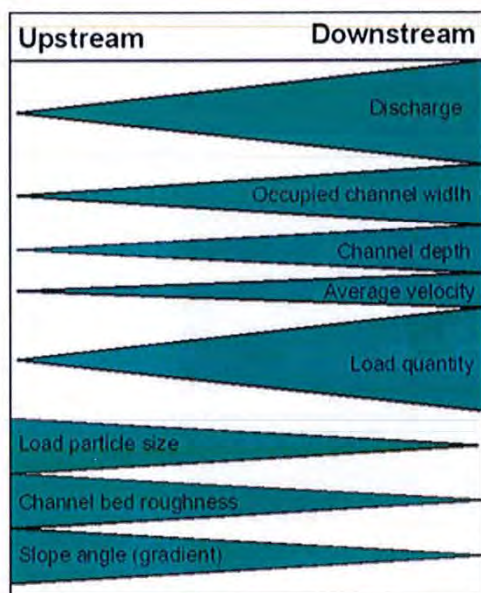 Upstream Downstream
Discharge
Occupied channel width
Channel depth
Average velocity
Load quantity
Load particle size
Channel bed roughness
Slope angle (gradient)